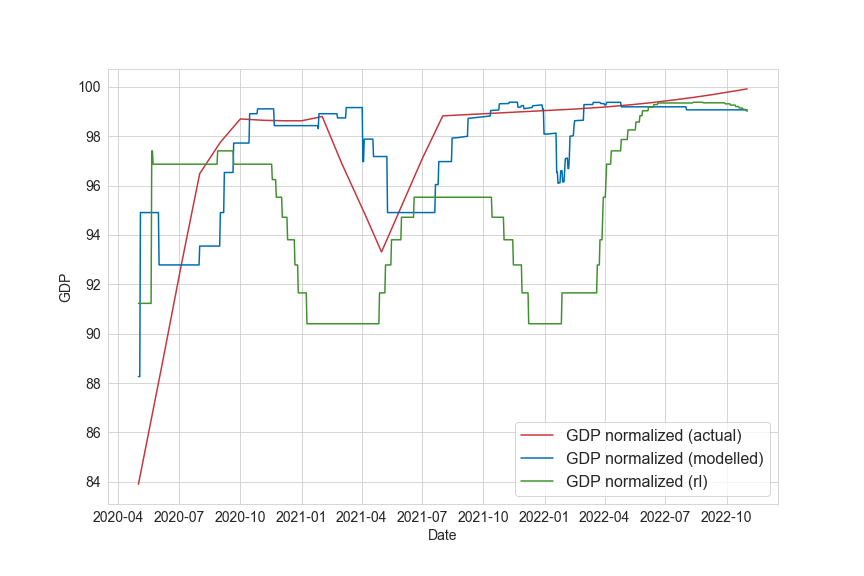 100
98
96
94
92
90
88
86
84
GDP
2020-04 2020-07 2020-10 2021-01 2021-04 2021-07 2021-10 2022-01 2022-04 2022-07 2022-10
Date
GDP normalized (actual)
GDP normalized (modelled)
GDP normalized (rl)